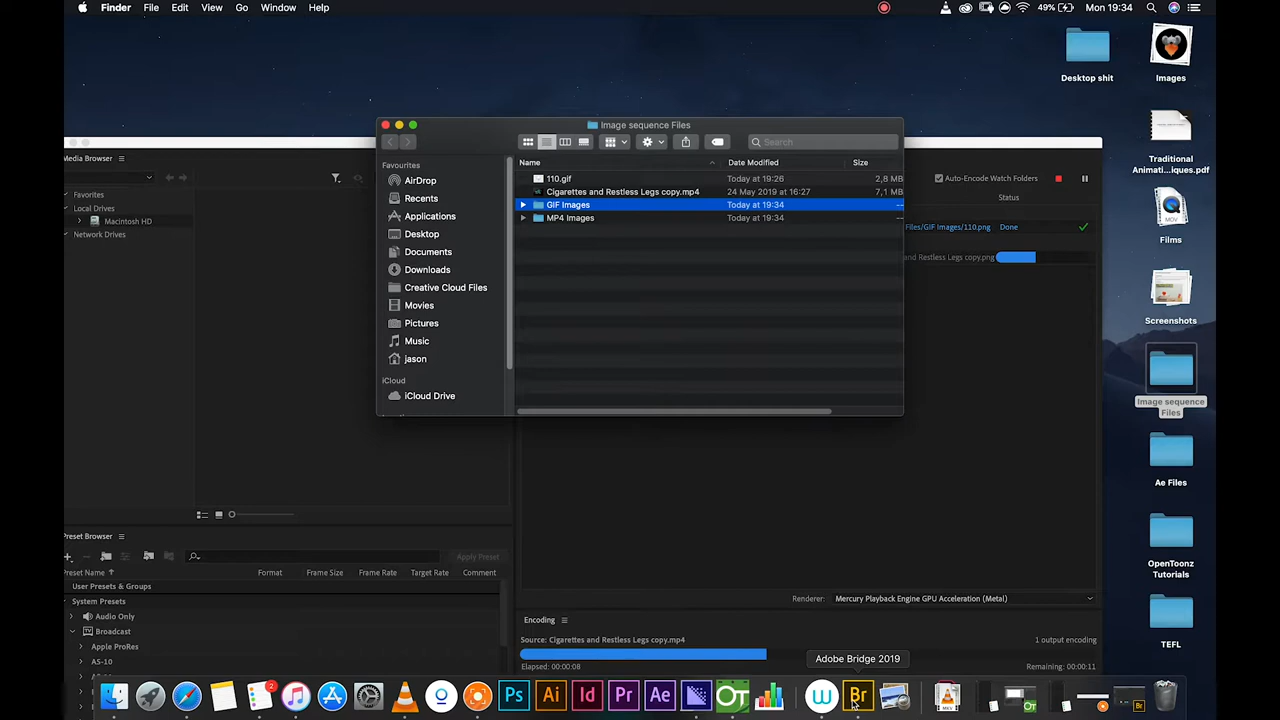 Finder File Edit View Go Window Help
49% Mon 19:34
Desktop shit
Images
Image sequence Files
Search
Favourites
AirDrop
Recents
Applications
Desktop
Documents
Downloads
Creative Cloud Files
Movies
Pictures
Music
jason
iCloud
iCloud Drive
Name Date Modified Size
110.gif Today at 19:26 2,8 MB
Cigarettes and Restless Legs copy.mp4 24 May 2019 at 16:27 7,1 MB
GIF Images Today at 19:34 --
MP4 Images Today at 19:34 --
Media Browser
Favorites
Local Drives
Macintosh HD
Network Drives
Auto-Encode Watch Folders
Status
Files/GIF Images/110.png Done
and Restless Legs copy.png
Traditional
Animati...iques.pdf
MOV
Films
Screenshots
Image sequence
Files
Ae Files
OpenToonz
Tutorials
TEFL
Preset Browser
Apply Preset
Preset Name Format Frame Size Frame Rate Target Rate Comment
User Presets & Groups
System Presets
Audio Only
Broadcast
Apple ProRes
AS-10
Renderer: Mercury Playback Engine GPU Acceleration (Metal)
Encoding
Source: Cigarettes and Restless Legs copy.mp4 1 output encoding
Elapsed: 00:00:08 Remaining: 00:00:11
Adobe Bridge 2019
2
Ps
Ai
Id
Pr
Ae
OT
W
Br
MKV